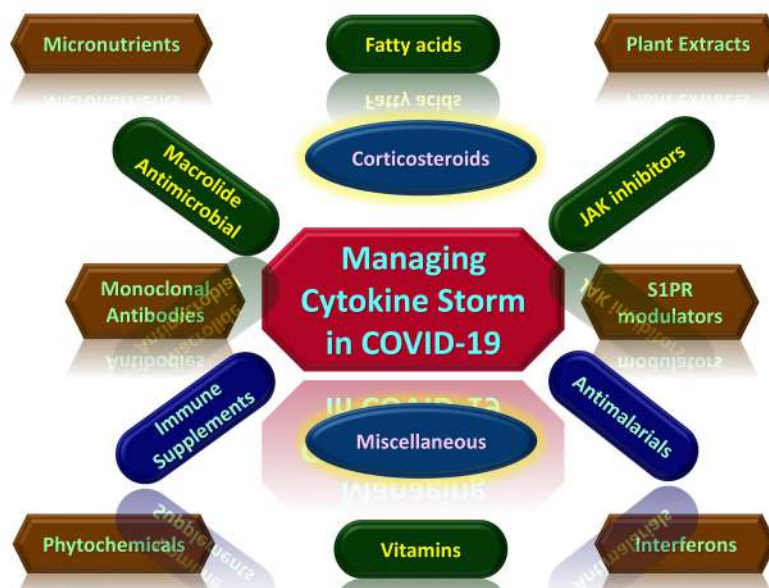 Micronutrients
Fatty acids
Plant Extracts
Corticosteroids
Macrolide
Antimicrobial
JAK inhibitors
Monoclonal
Antibodies
Managing
Cytokine Storm
in COVID-19
S1PR
modulators
Immune
Supplements
Miscellaneous
Antimalarials
Phytochemicals
Vitamins
Interferons